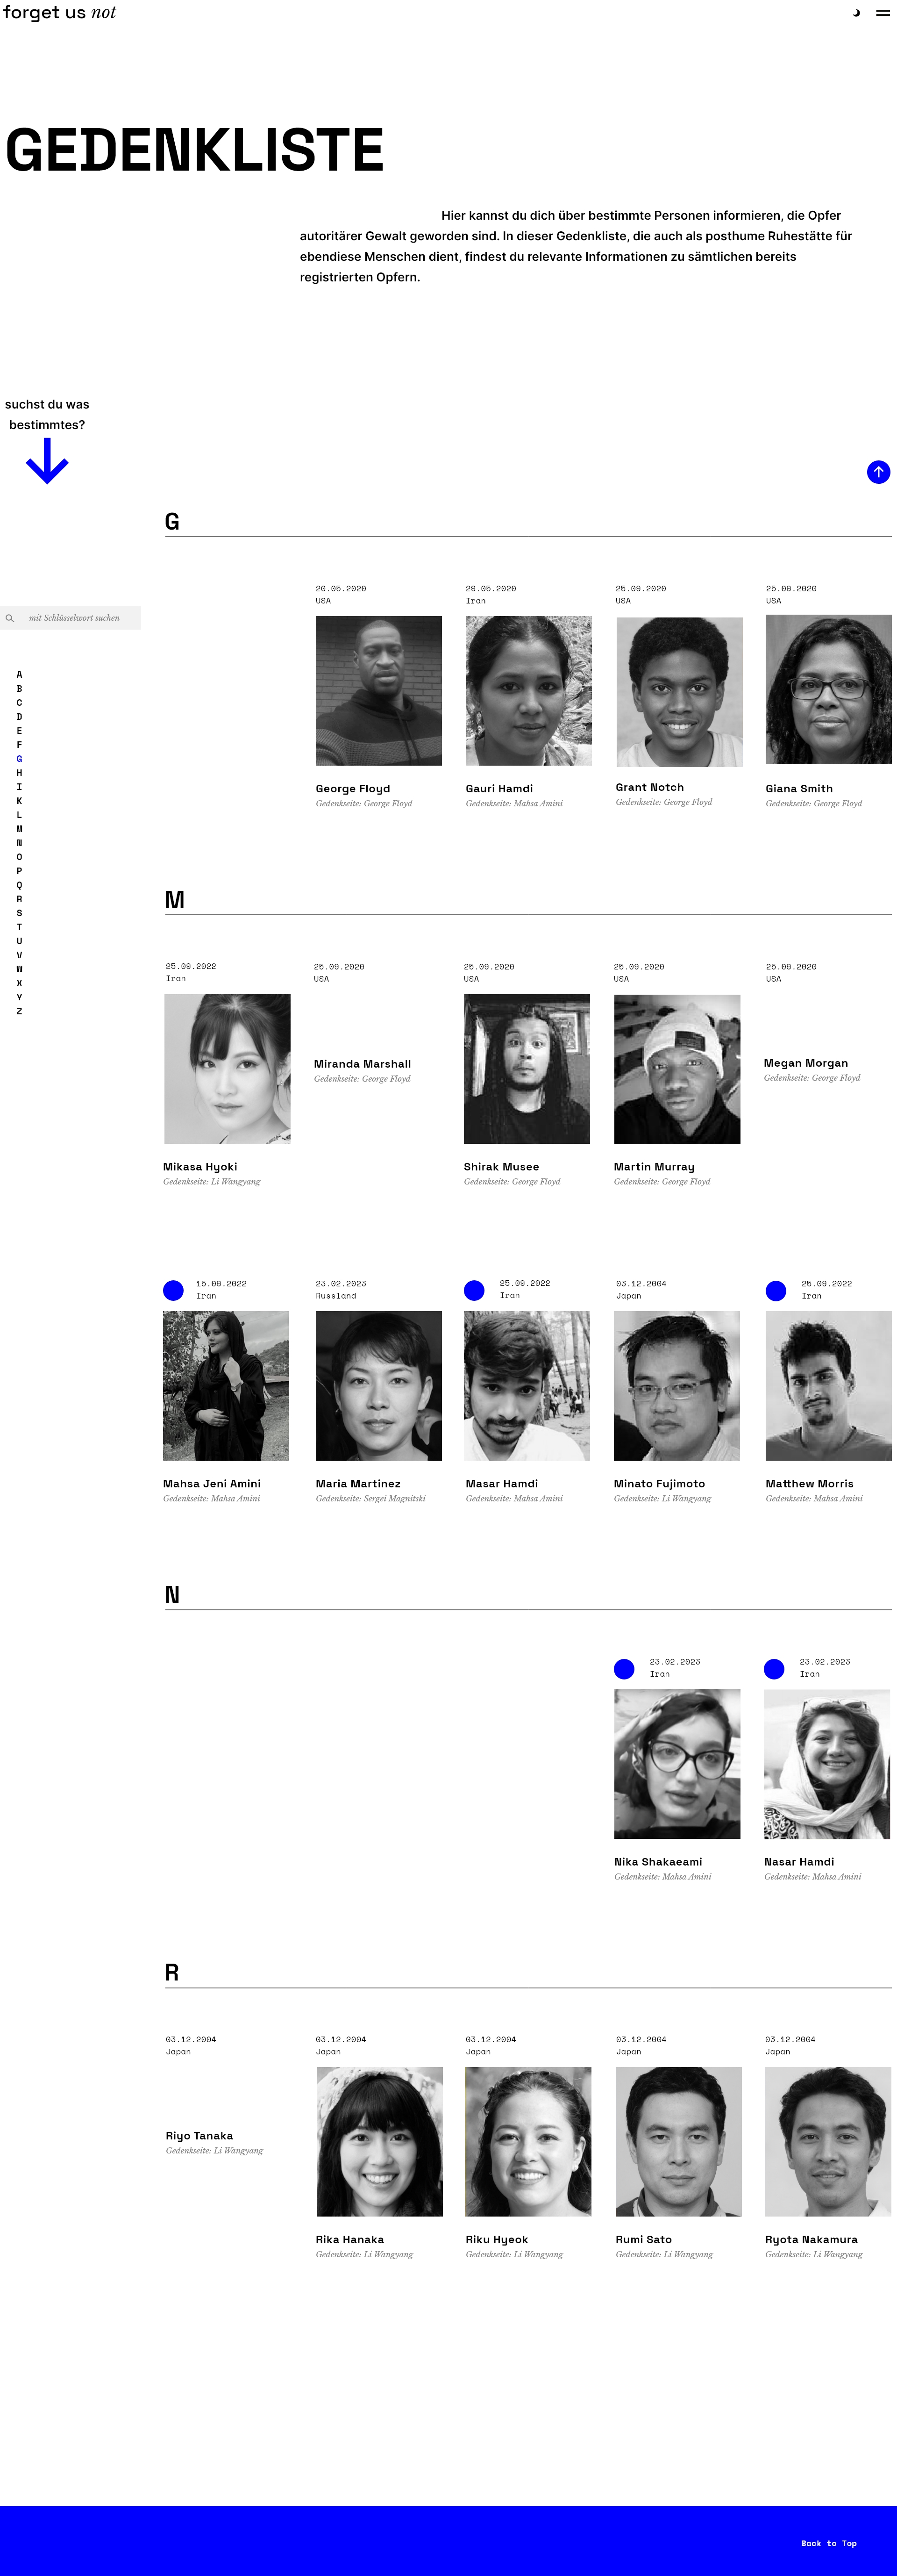 forget us not
GEDENKLISTE
Hier kannst du dich über bestimmte Personen informieren, die Opfer
autoritärer Gewalt geworden sind. In dieser Gedenkliste, die auch als posthume Ruhestätte für
ebendiese Menschen dient, findest du relevante Informationen zu sämtlichen bereits
registrierten Opfern.
suchst du was
bestimmtes?
mit Schlüsselwort suchen
A
B
C
D
E
F
G
H
I
K
L
M
N
O
P
Q
R
S
T
U
V
W
X
Y
Z
G
20.05.2020
USA
George Floyd
Gedenkseite: George Floyd
29.05.2020
Iran
Gauri Hamdi
Gedenkseite: Mahsa Amini
25.09.2020
USA
Grant Notch
Gedenkseite: George Floyd
25.09.2020
USA
Giana Smith
Gedenkseite: George Floyd
M
25.09.2022
Iran
Mikasa Hyoki
Gedenkseite: Li Wangyang
25.09.2020
USA
Miranda Marshall
Gedenkseite: George Floyd
25.09.2020
USA
Shirak Musee
Gedenkseite: George Floyd
25.09.2020
USA
Martin Murray
Gedenkseite: George Floyd
25.09.2020
USA
Megan Morgan
Gedenkseite: George Floyd
15.09.2022
Iran
Mahsa Jeni Amini
Gedenkseite: Mahsa Amini
23.02.2023
Russland
Maria Martinez
Gedenkseite: Sergei Magnitski
25.09.2022
Iran
Masar Hamdi
Gedenkseite: Mahsa Amini
03.12.2004
Japan
Minato Fujimoto
Gedenkseite: Li Wangyang
25.09.2022
Iran
Matthew Morris
Gedenkseite: Mahsa Amini
N
23.02.2023
Iran
Nika Shakaeami
Gedenkseite: Mahsa Amini
23.02.2023
Iran
Nasar Hamdi
Gedenkseite: Mahsa Amini
R
03.12.2004
Japan
Riyo Tanaka
Gedenkseite: Li Wangyang
03.12.2004
Japan
Rika Hanaka
Gedenkseite: Li Wangyang
03.12.2004
Japan
Riku Hyeok
Gedenkseite: Li Wangyang
03.12.2004
Japan
Rumi Sato
Gedenkseite: Li Wangyang
03.12.2004
Japan
Ryota Nakamura
Gedenkseite: Li Wangyang
Back to Top